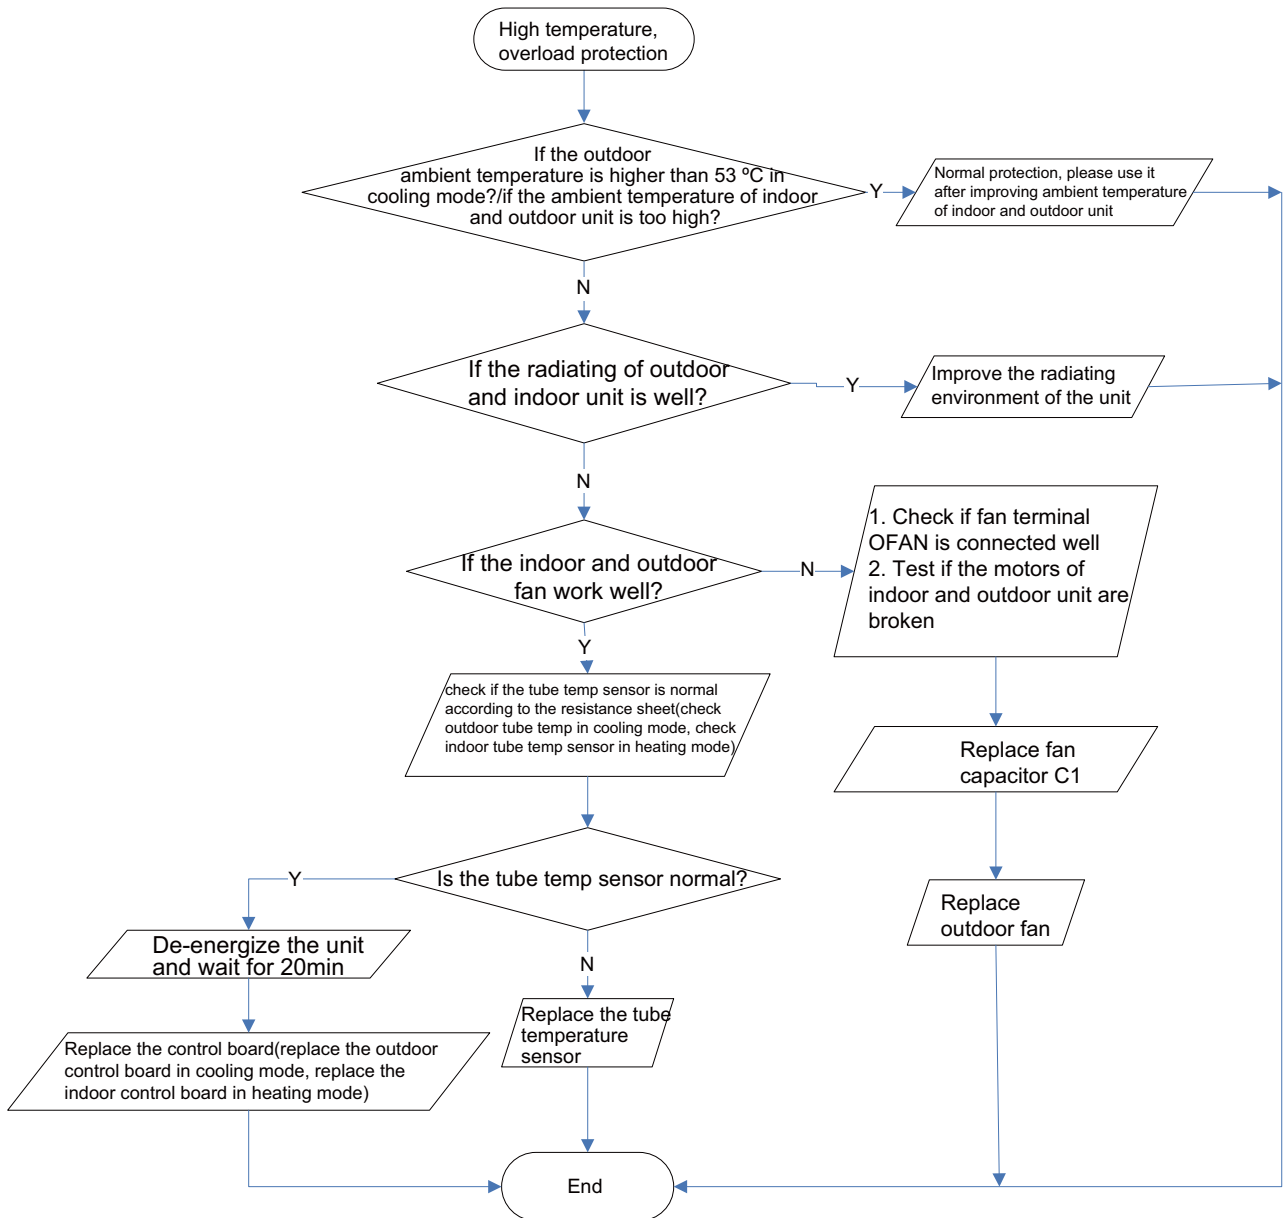 High temperature,
overload protection
If the outdoor
ambient temperature is higher than 53 ºC in
cooling mode?/if the ambient temperature of indoor
and outdoor unit is too high?
Y
Normal protection, please use it
after improving ambient temperature
of indoor and outdoor unit
N
If the radiating of outdoor
and indoor unit is well?
Y
Improve the radiating
environment of the unit
N
If the indoor and outdoor
fan work well?
N
1. Check if fan terminal
OFAN is connected well
2. Test if the motors of
indoor and outdoor unit are
broken
Y
check if the tube temp sensor is normal
according to the resistance sheet(check
outdoor tube temp in cooling mode, check
indoor tube temp sensor in heating mode)
Replace fan
capacitor C1
Is the tube temp sensor normal?
Y
Replace
outdoor fan
De-energize the unit
and wait for 20min
N
Replace the tube
temperature
sensor
Replace the control board(replace the outdoor
control board in cooling mode, replace the
indoor control board in heating mode)
End